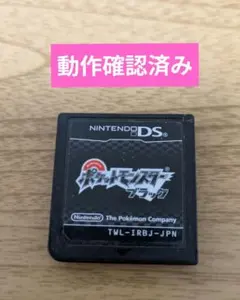 動作確認済み
NINTENDO DS
ポケットモンスター
ブラック
Nintendo The Pokémon Company
TWL-IRBJ-JPN